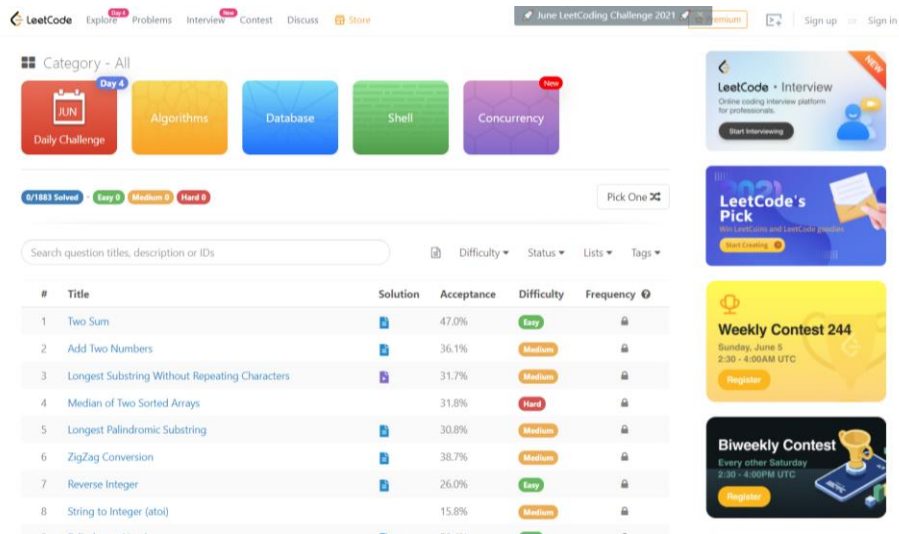 LeetCode Explore Day 4 Problems Interview New Contest Discuss Store June LeetCoding Challenge 2021 Premium Sign up or Sign in
Category - All
Day 4
JUN
Daily Challenge
Algorithms
Database
Shell
New
Concurrency
0/1883 Solved - Easy 0 Medium 0 Hard 0
Pick One
Search question titles, description or IDs
Difficulty Status Lists Tags
# Title Solution Acceptance Difficulty Frequency
1 Two Sum 47.0% Easy
2 Add Two Numbers 36.1% Medium
3 Longest Substring Without Repeating Characters 31.7% Medium
4 Median of Two Sorted Arrays 31.8% Hard
5 Longest Palindromic Substring 30.8% Medium
6 ZigZag Conversion 38.7% Medium
7 Reverse Integer 26.0% Easy
8 String to Integer (atoi) 15.8% Medium
NEW
LeetCode • Interview
Online coding interview platform
for professionals.
Start Interviewing
2021
LeetCode's
Pick
Win LeetCoins and LeetCode goodies
Start Creating
Weekly Contest 244
Sunday, June 5
2:30 - 4:00AM UTC
Register
Biweekly Contest
Every other Saturday
2:30 - 4:00PM UTC
Register